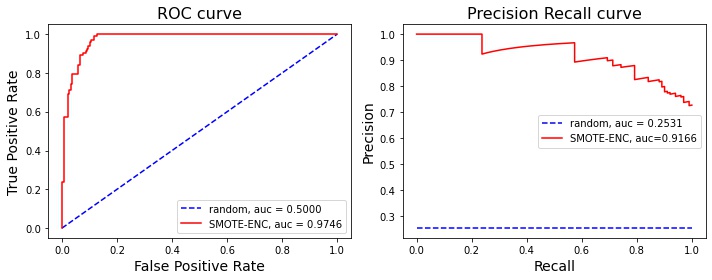 ROC curve
True Positive Rate
1.0
0.8
0.6
0.4
0.2
0.0
random, auc = 0.5000
SMOTE-ENC, auc = 0.9746
0.0 0.2 0.4 0.6 0.8 1.0
False Positive Rate
Precision Recall curve
Precision
1.0
0.9
0.8
0.7
0.6
0.5
0.4
0.3
random, auc = 0.2531
SMOTE-ENC, auc=0.9166
0.0 0.2 0.4 0.6 0.8 1.0
Recall